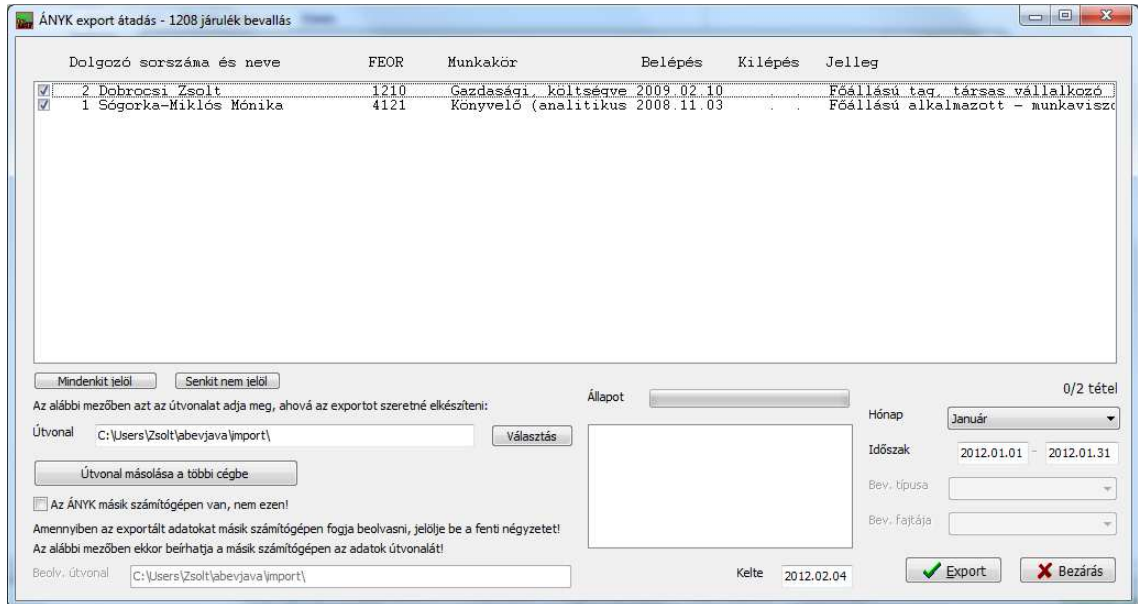 ÁNYK export átadás - 1208 járulék bevallás
Dolgozó sorszáma és neve FEOR Munkakör Belépés Kilépés Jelleg
2 Dobrocsi Zsolt 1210 Gazdasági, költségve 2009.02.10 . . Főállású tag, társas vállalkozó
1 Sógorka-Miklós Mónika 4121 Könyvelő (analitikus 2008.11.03 . . Főállású alkalmazott - munkaviszo
Mindenkit jelöl Senkit nem jelöl
0/2 tétel
Az alábbi mezőben azt az útvonalat adja meg, ahová az exportot szeretné elkészíteni:
Állapot
Hónap Január
Útvonal C:\Users\Zsolt\abevjava\import\ Választás
Időszak 2012.01.01 - 2012.01.31
Útvonal másolása a többi cégbe
Bev. típusa
Az ÁNYK másik számítógépen van, nem ezen!
Bev. fajtája
Amennyiben az exportált adatokat másik számítógépen fogja beolvasni, jelölje be a fenti négyzetet!
Az alábbi mezőben ekkor beírhatja a másik számítógépen az adatok útvonalát!
Beolv. útvonal C:\Users\Zsolt\abevjava\import\
Kelte 2012.02.04
Export Bezárás